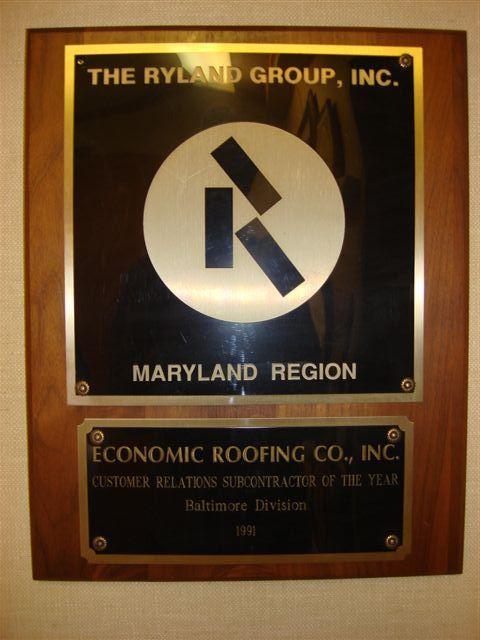 THE RYLAND GROUP, INC.
MARYLAND REGION
ECONOMIC ROOFING CO., INC.
CUSTOMER RELATIONS SUBCONTRACTOR OF THE YEAR
Baltimore Division
1991